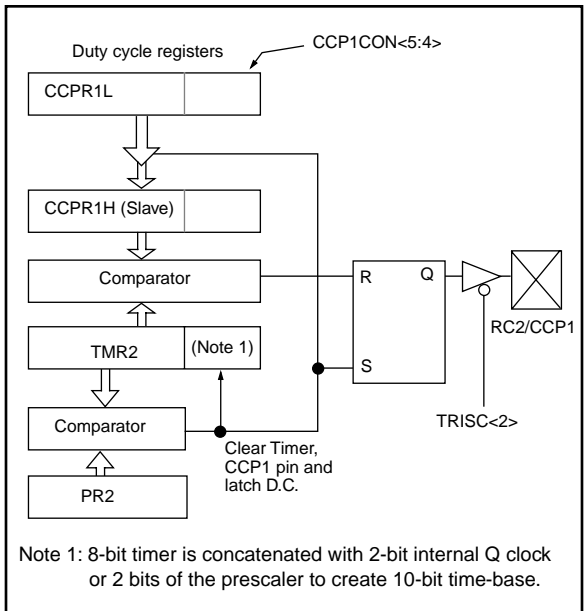 Duty cycle registers
CCP1CON<5:4>
CCPR1L
CCPR1H (Slave)
Comparator
R
Q
RC2/CCP1
TMR2
(Note 1)
S
TRISC<2>
Comparator
Clear Timer,
CCP1 pin and
latch D.C.
PR2
Note 1: 8-bit timer is concatenated with 2-bit internal Q clock
or 2 bits of the prescaler to create 10-bit time-base.